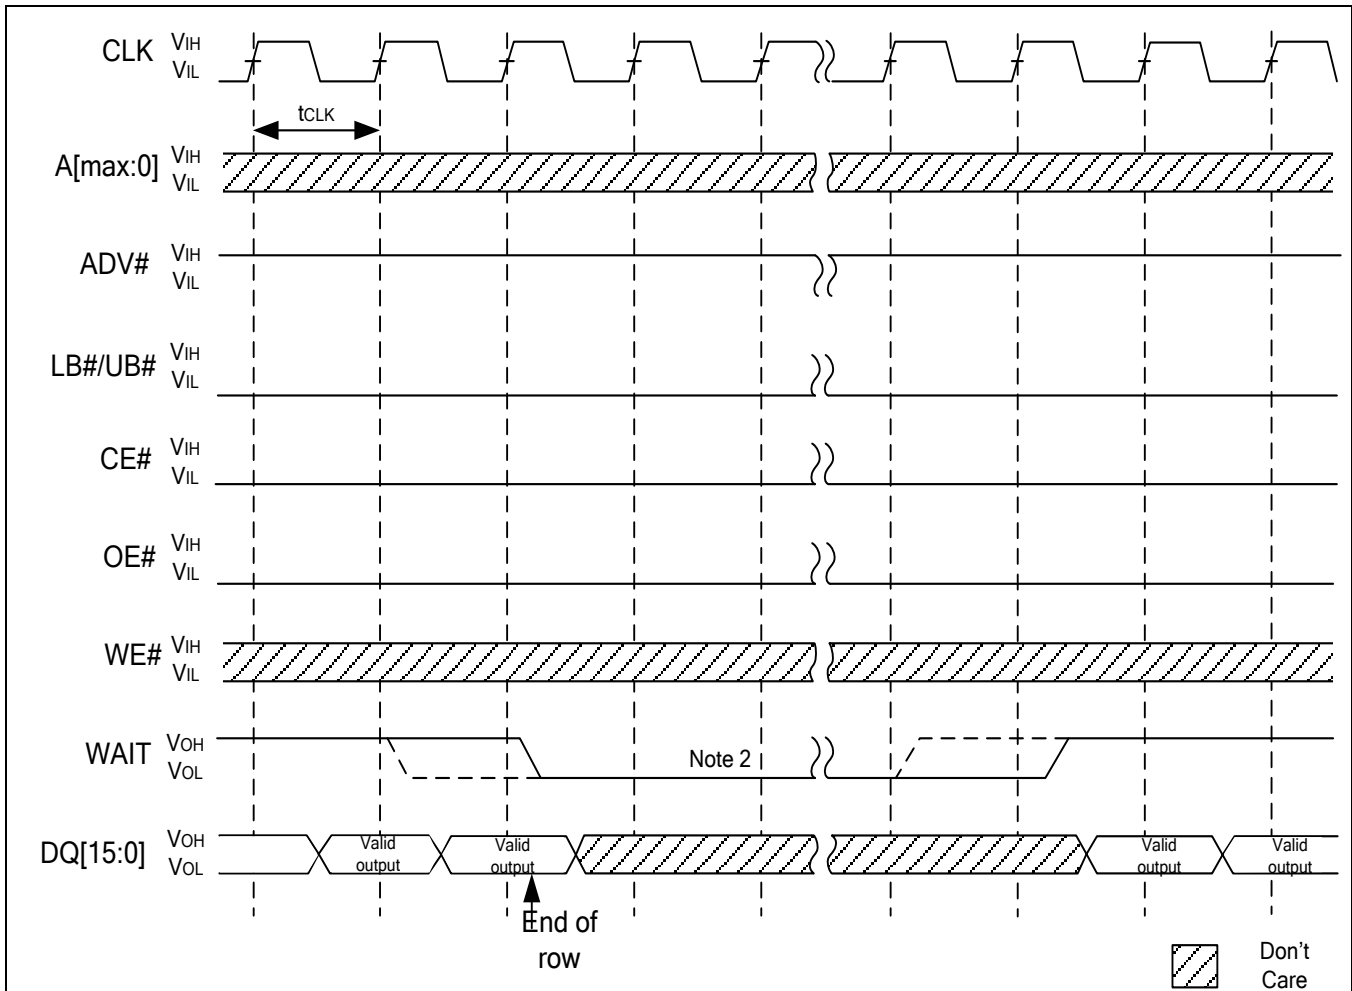 CLK VIH
VIL
tCLK
A[max:0] VIH
VIL
ADV# VIH
VIL
LB#/UB# VIH
VIL
CE# VIH
VIL
OE# VIH
VIL
WE# VIH
VIL
WAIT VOH
VOL
Note 2
DQ[15:0] VOH
VOL
Valid
output
Valid
output
Valid
output
Valid
output
End of
row
Don't
Care